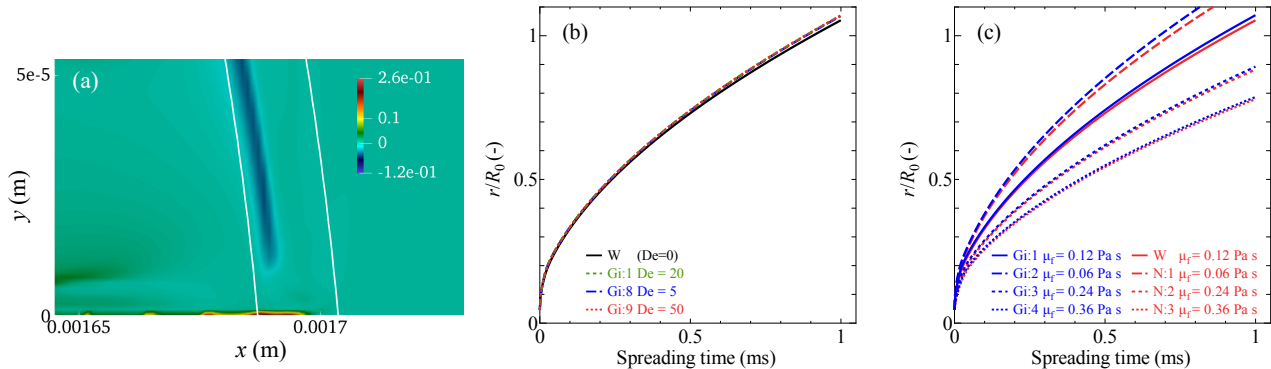 (a)
5e-5
2.6e-01
0.1
0
-1.2e-01
y (m)
0
0.00165
0.0017
x (m)
(b)
1
0.5
0
r/R₀ (-)
W (De=0)
Gi:1 De = 20
Gi:8 De = 5
Gi:9 De = 50
0
0.5
1
Spreading time (ms)
(c)
1
0.5
0
r/R₀ (-)
Gi:1 μf = 0.12 Pa s
W μf = 0.12 Pa s
Gi:2 μf = 0.06 Pa s
N:1 μf = 0.06 Pa s
Gi:3 μf = 0.24 Pa s
N:2 μf = 0.24 Pa s
Gi:4 μf = 0.36 Pa s
N:3 μf = 0.36 Pa s
0
0.5
1
Spreading time (ms)